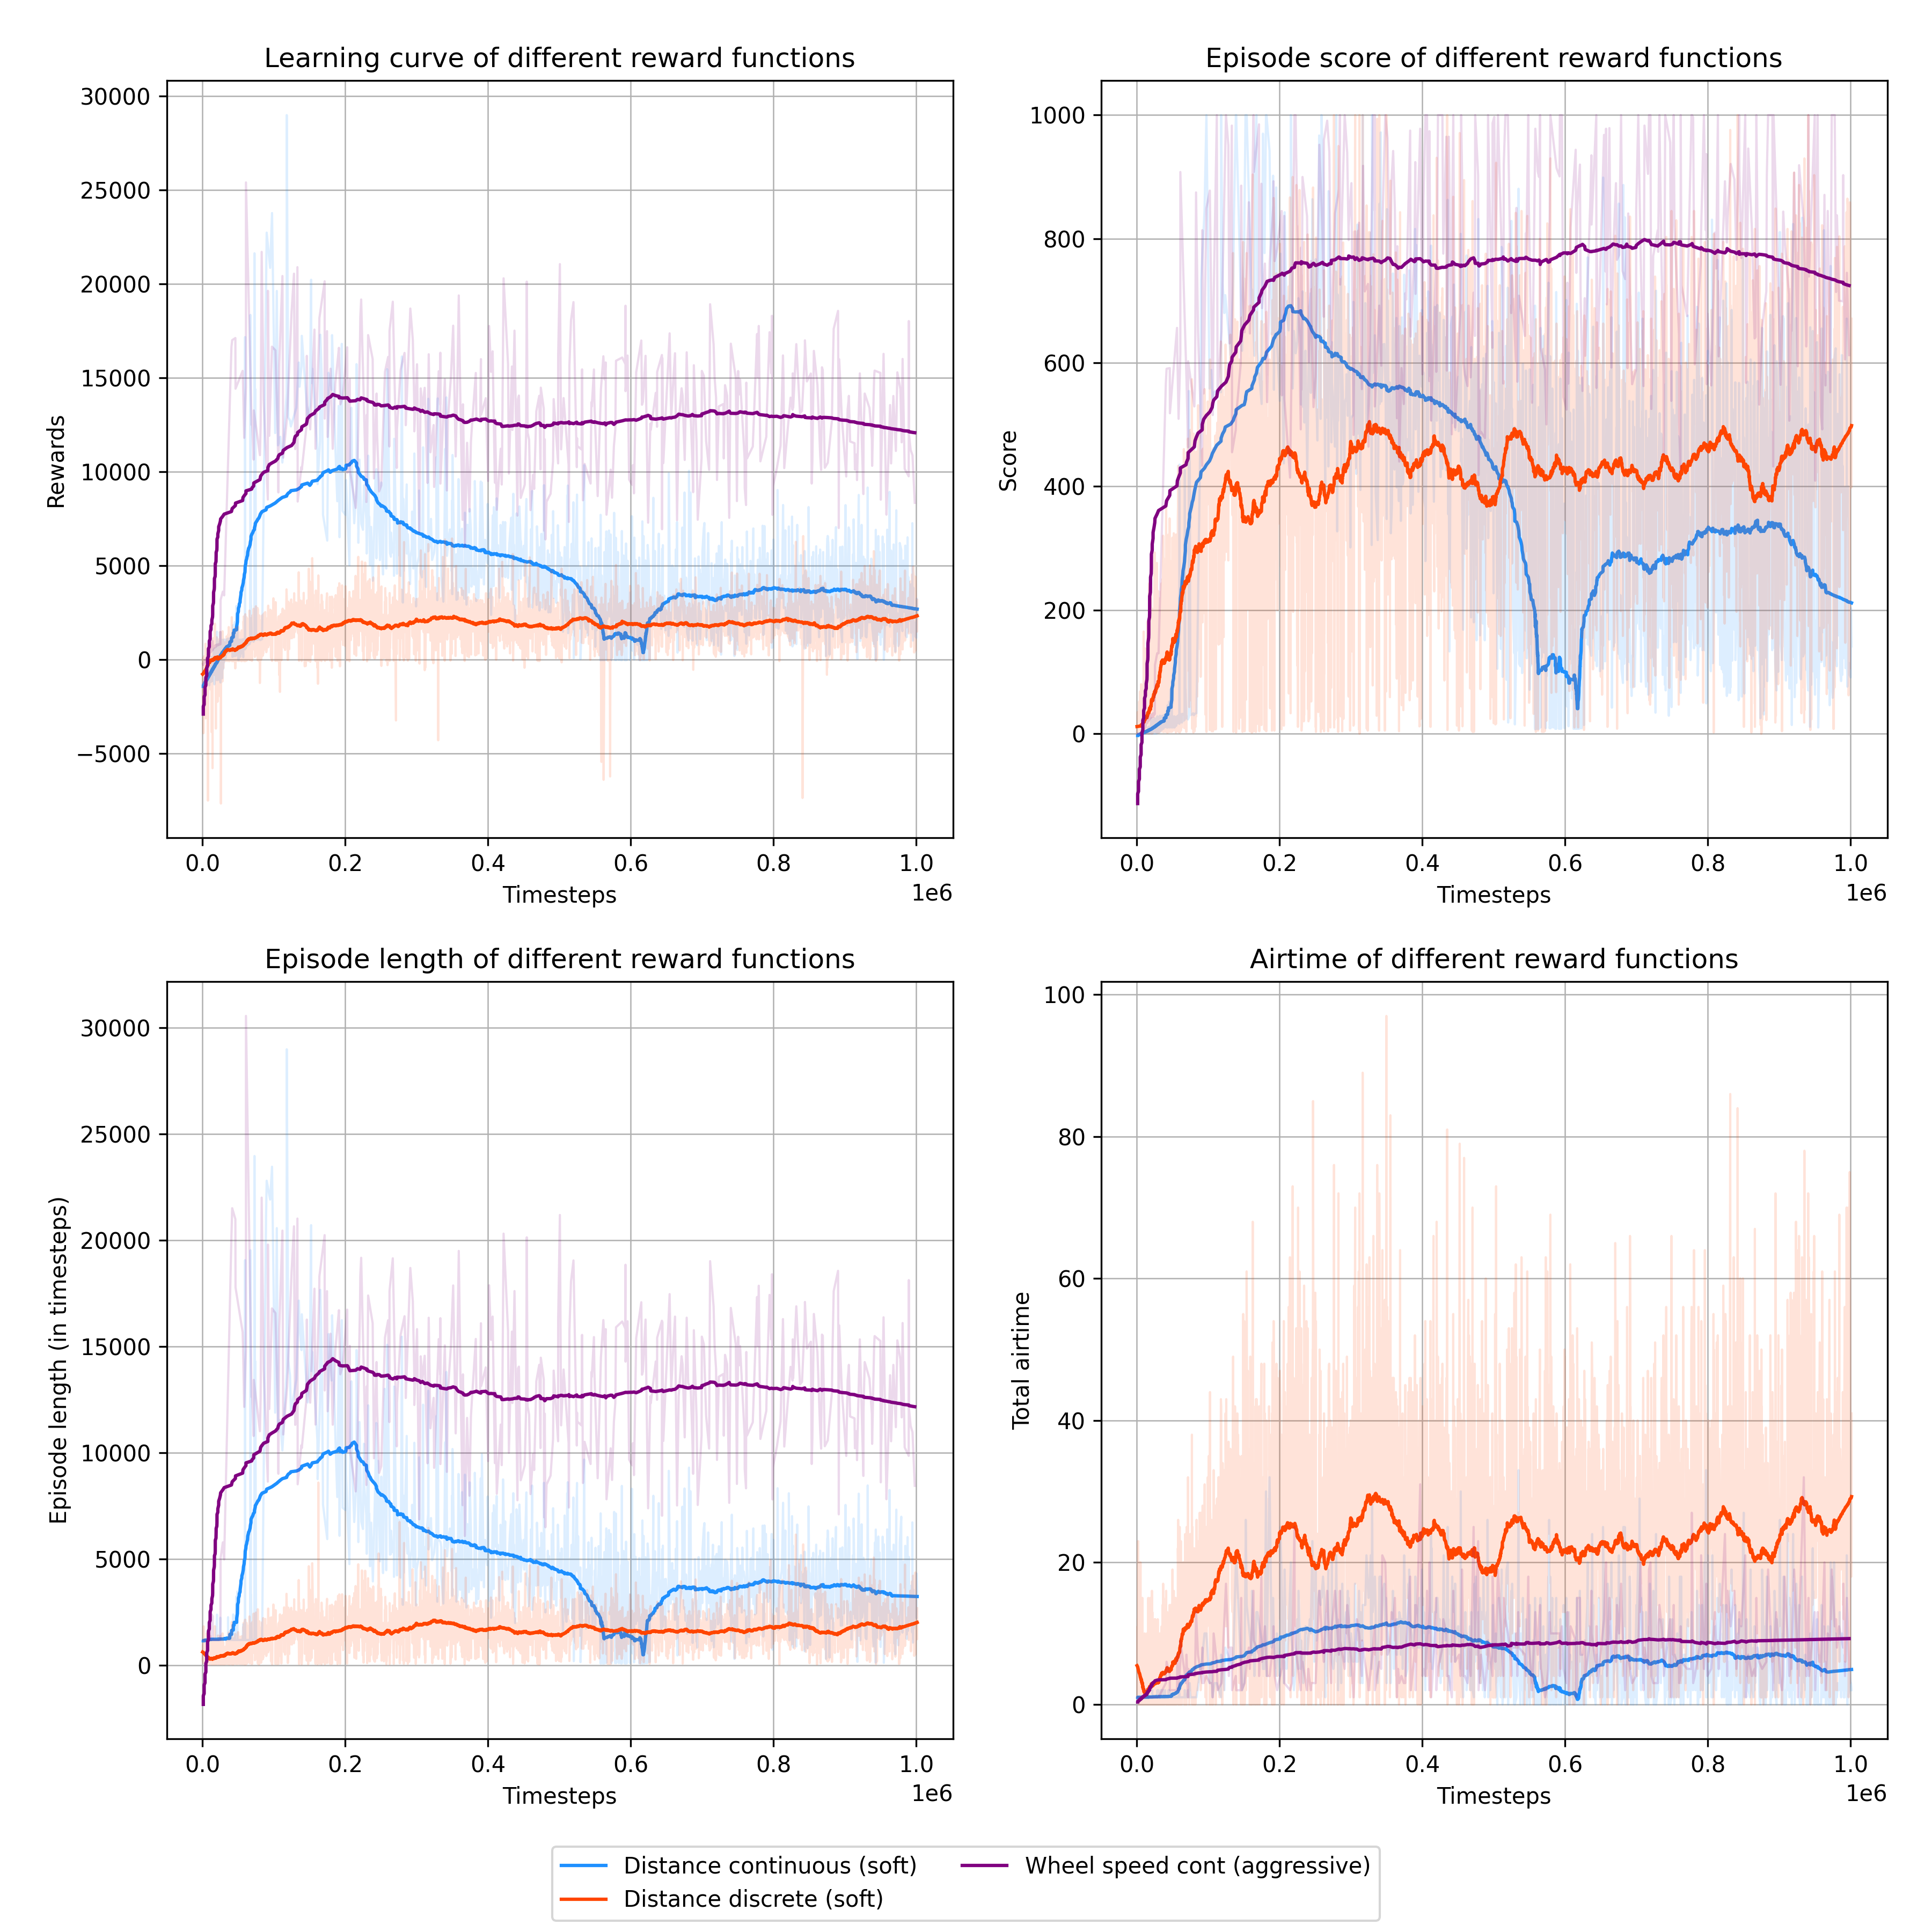 Learning curve of different reward functions
30000
25000
20000
15000
10000
5000
0
−5000
Rewards
0.0 0.2 0.4 0.6 0.8 1.0
1e6
Timesteps
Episode score of different reward functions
1000
800
600
400
200
0
Score
0.0 0.2 0.4 0.6 0.8 1.0
1e6
Timesteps
Episode length of different reward functions
30000
25000
20000
15000
10000
5000
0
Episode length (in timesteps)
0.0 0.2 0.4 0.6 0.8 1.0
1e6
Timesteps
Airtime of different reward functions
100
80
60
40
20
0
Total airtime
0.0 0.2 0.4 0.6 0.8 1.0
1e6
Timesteps
Distance continuous (soft)
Distance discrete (soft)
Wheel speed cont (aggressive)